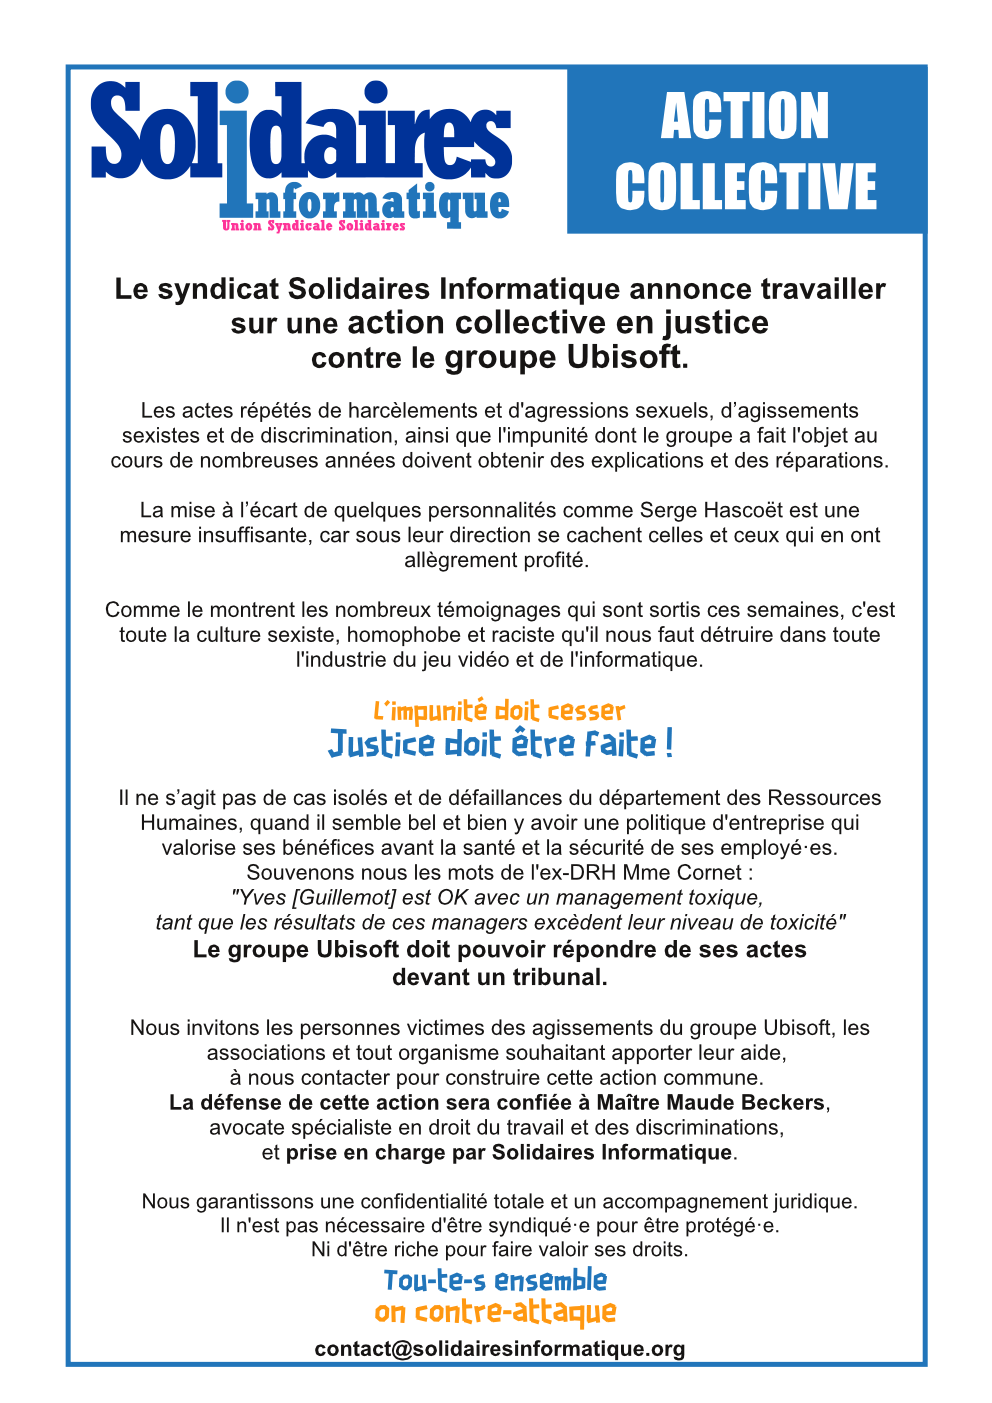 Solidaires
Informatique
Union Syndicale Solidaires
ACTION
COLLECTIVE
Le syndicat Solidaires Informatique annonce travailler
sur une action collective en justice
contre le groupe Ubisoft.
Les actes répétés de harcèlements et d'agressions sexuels, d’agissements
sexistes et de discrimination, ainsi que l'impunité dont le groupe a fait l'objet au
cours de nombreuses années doivent obtenir des explications et des réparations.
La mise à l’écart de quelques personnalités comme Serge Hascoët est une
mesure insuffisante, car sous leur direction se cachent celles et ceux qui en ont
allègrement profité.
Comme le montrent les nombreux témoignages qui sont sortis ces semaines, c'est
toute la culture sexiste, homophobe et raciste qu'il nous faut détruire dans toute
l'industrie du jeu vidéo et de l'informatique.
L'impunité doit cesser
Justice doit être faite !
Il ne s’agit pas de cas isolés et de défaillances du département des Ressources
Humaines, quand il semble bel et bien y avoir une politique d'entreprise qui
valorise ses bénéfices avant la santé et la sécurité de ses employé·es.
Souvenons nous les mots de l'ex-DRH Mme Cornet :
"Yves [Guillemot] est OK avec un management toxique,
tant que les résultats de ces managers excèdent leur niveau de toxicité"
Le groupe Ubisoft doit pouvoir répondre de ses actes
devant un tribunal.
Nous invitons les personnes victimes des agissements du groupe Ubisoft, les
associations et tout organisme souhaitant apporter leur aide,
à nous contacter pour construire cette action commune.
La défense de cette action sera confiée à Maître Maude Beckers,
avocate spécialiste en droit du travail et des discriminations,
et prise en charge par Solidaires Informatique.
Nous garantissons une confidentialité totale et un accompagnement juridique.
Il n'est pas nécessaire d'être syndiqué·e pour être protégé·e.
Ni d'être riche pour faire valoir ses droits.
Tou-te-s ensemble
on contre-attaque
contact@solidairesinformatique.org